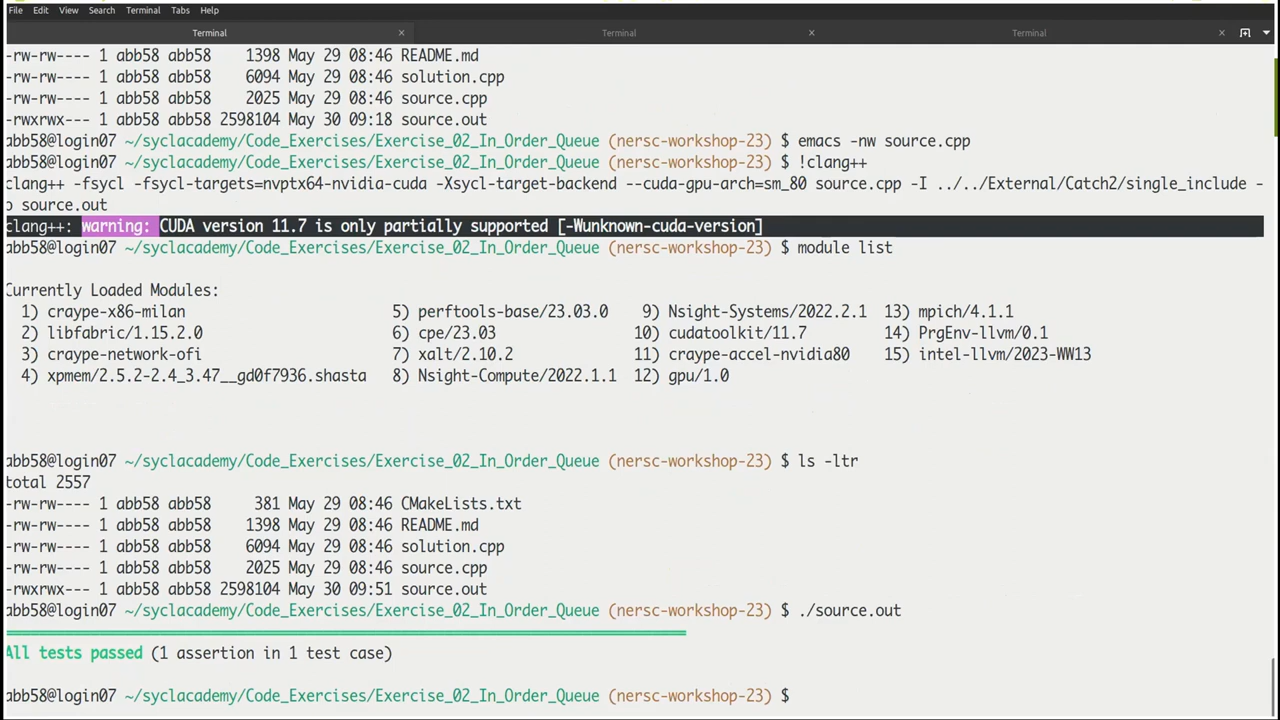 File Edit View Search Terminal Tabs Help
Terminal × Terminal × Terminal ×
-rw-rw---- 1 abb58 abb58    1398 May 29 08:46 README.md
-rw-rw---- 1 abb58 abb58    6094 May 29 08:46 solution.cpp
-rw-rw---- 1 abb58 abb58    2025 May 29 08:46 source.cpp
-rwxrwx--- 1 abb58 abb58 2598104 May 30 09:18 source.out
abb58@login07 ~/syclacademy/Code_Exercises/Exercise_02_In_Order_Queue (nersc-workshop-23) $ emacs -nw source.cpp
abb58@login07 ~/syclacademy/Code_Exercises/Exercise_02_In_Order_Queue (nersc-workshop-23) $ !clang++
clang++ -fsycl -fsycl-targets=nvptx64-nvidia-cuda -Xsycl-target-backend --cuda-gpu-arch=sm_80 source.cpp -I ../../External/Catch2/single_include -
o source.out
clang++: warning: CUDA version 11.7 is only partially supported [-Wunknown-cuda-version]
abb58@login07 ~/syclacademy/Code_Exercises/Exercise_02_In_Order_Queue (nersc-workshop-23) $ module list
Currently Loaded Modules:
1) craype-x86-milan 5) perftools-base/23.03.0 9) Nsight-Systems/2022.2.1 13) mpich/4.1.1
2) libfabric/1.15.2.0 6) cpe/23.03 10) cudatoolkit/11.7 14) PrgEnv-llvm/0.1
3) craype-network-ofi 7) xalt/2.10.2 11) craype-accel-nvidia80 15) intel-llvm/2023-WW13
4) xpmem/2.5.2-2.4_3.47__gd0f7936.shasta 8) Nsight-Compute/2022.1.1 12) gpu/1.0
abb58@login07 ~/syclacademy/Code_Exercises/Exercise_02_In_Order_Queue (nersc-workshop-23) $ ls -ltr
total 2557
-rw-rw---- 1 abb58 abb58     381 May 29 08:46 CMakeLists.txt
-rw-rw---- 1 abb58 abb58    1398 May 29 08:46 README.md
-rw-rw---- 1 abb58 abb58    6094 May 29 08:46 solution.cpp
-rw-rw---- 1 abb58 abb58    2025 May 29 08:46 source.cpp
-rwxrwx--- 1 abb58 abb58 2598104 May 30 09:51 source.out
abb58@login07 ~/syclacademy/Code_Exercises/Exercise_02_In_Order_Queue (nersc-workshop-23) $ ./source.out
All tests passed (1 assertion in 1 test case)
abb58@login07 ~/syclacademy/Code_Exercises/Exercise_02_In_Order_Queue (nersc-workshop-23) $